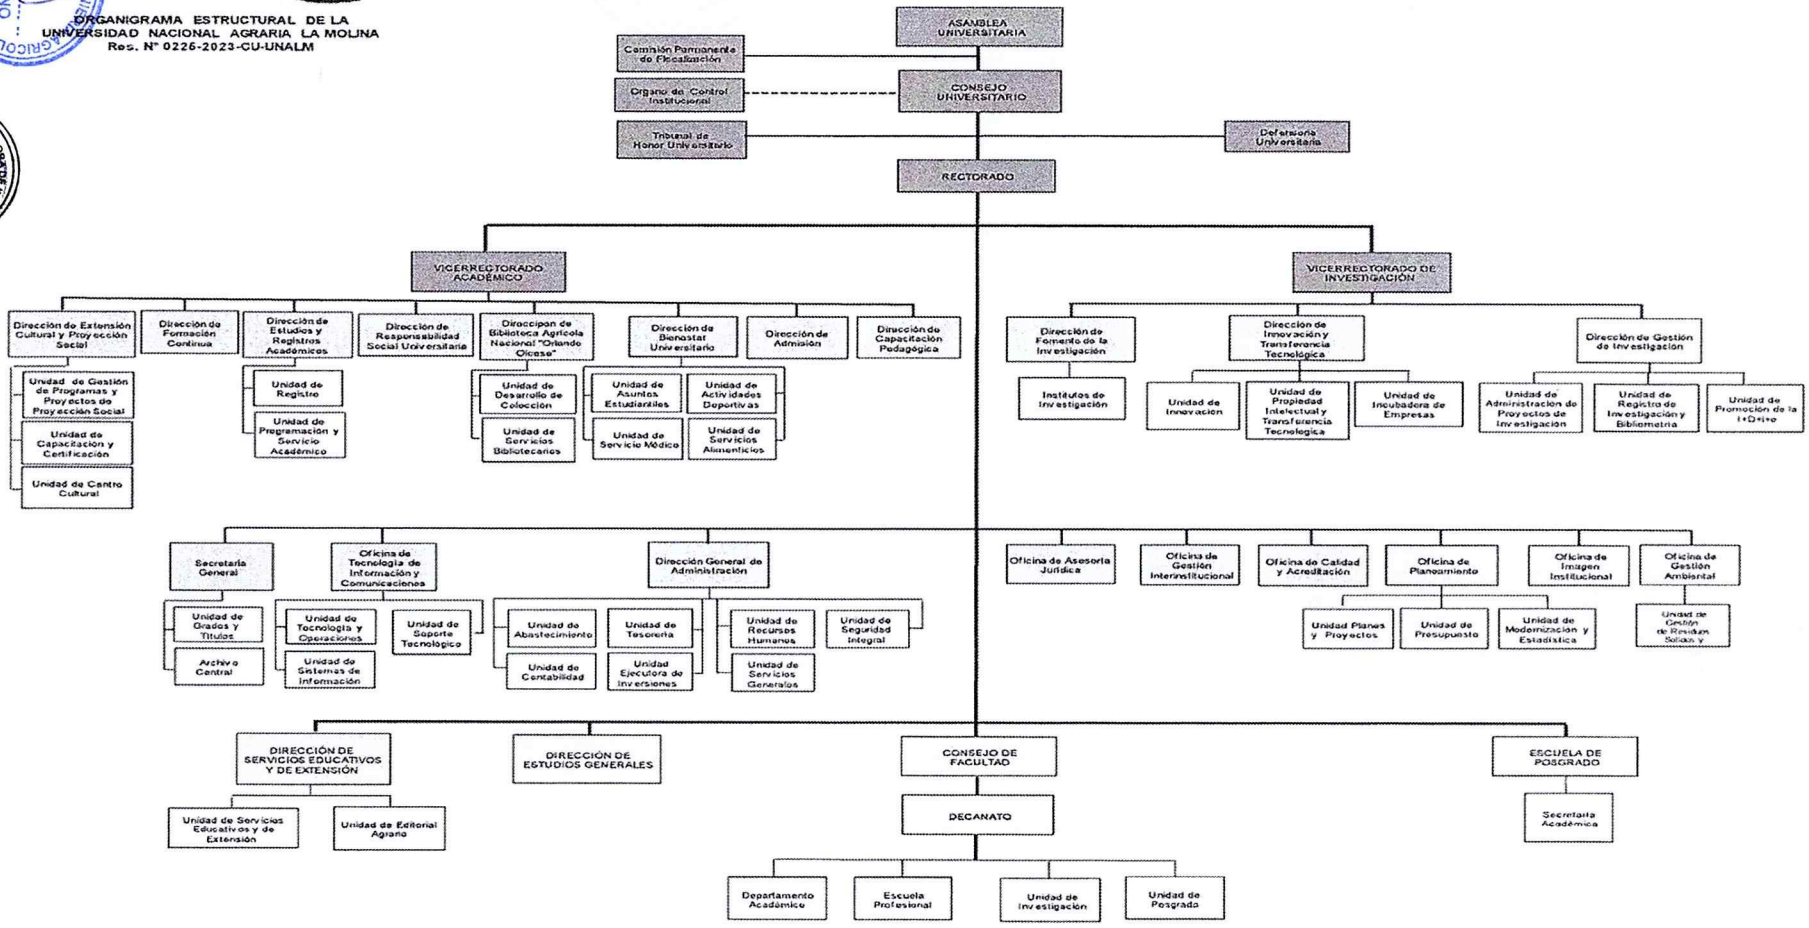 ORGANIGRAMA ESTRUCTURAL DE LA
UNIVERSIDAD NACIONAL AGRARIA LA MOLINA
Res. N° 0226-2023-CU-UNALM
ASAMBLEA
UNIVERSITARIA
Comisión Permanente
de Fiscalización
Organo de Control
Institucional
CONSEJO
UNIVERSITARIO
Tribunal de
Honor Universitario
Defensoria
Universitaria
RECTORADO
VICERRECTORADO
ACADÉMICO
VICERRECTORADO DE
INVESTIGACIÓN
Dirección de Extensión
Cultural y Proyección
Social
Dirección de
Formación
Continua
Dirección de
Estudios y
Registros
Académicos
Dirección de
Responsabilidad
Social Universitaria
Direccipon de
Biblioteca Agrícola
Nacional "Orlando
Olcese"
Dirección de
Bienestar
Universitario
Dirección de
Admisión
Dirección de
Capacitación
Pedagógica
Dirección de
Fomento de la
Investigación
Dirección de
Innovación y
Transferencia
Tecnológica
Dirección de Gestión
de Investigación
Unidad de Gestión
de Programas y
Proyectos de
Proyección Social
Unidad de
Capacitación y
Certificación
Unidad de Centro
Cultural
Unidad de
Registro
Unidad de
Programación y
Servicio
Académico
Unidad de
Desarrollo de
Colección
Unidad de
Servicios
Bibliotecarios
Unidad de
Asuntos
Estudiantiles
Unidad de
Actividades
Deportivas
Unidad de
Servicio Médico
Unidad de
Servicios
Alimenticios
Institutos de
Investigación
Unidad de
Innovación
Unidad de
Propiedad
Intelectual y
Transferencia
Tecnologica
Unidad de
Incubadora de
Empresas
Unidad de
Administración de
Proyectos de
Investigación
Unidad de
Registro de
Investigación y
Bibliometria
Unidad de
Promoción de la
I+D+i+e
Secretaria
General
Oficina de
Tecnología de
Información y
Comunicaciones
Dirección General de
Administración
Oficina de Asesoría
Jurídica
Oficina de
Gestión
Interinstitucional
Oficina de Calidad
y Acreditación
Oficina de
Planeamiento
Oficina de
Imagen
Institucional
Oficina de
Gestión
Ambiental
Unidad de
Grados y
Títulos
Archivo
Central
Unidad de
Tecnología y
Operaciones
Unidad de
Soporte
Tecnológico
Unidad de
Sistemas de
Información
Unidad de
Abastecimiento
Unidad de
Tesorería
Unidad de
Recursos
Humanos
Unidad de
Seguridad
Integral
Unidad de
Contabilidad
Unidad
Ejecutora de
Inversiones
Unidad de
Servicios
Generales
Unidad Planes
y Proyectos
Unidad de
Presupuesto
Unidad de
Modernización y
Estadística
Unidad de
Gestión
de Residuos
Solidos y
DIRECCIÓN DE
SERVICIOS EDUCATIVOS
Y DE EXTENSIÓN
DIRECCIÓN DE
ESTUDIOS GENERALES
CONSEJO DE
FACULTAD
ESCUELA DE
POSGRADO
Unidad de Servicios
Educativos y de
Extensión
Unidad de Editorial
Agraria
DECANATO
Secretaria
Académica
Departamento
Académico
Escuela
Profesional
Unidad de
Investigación
Unidad de
Posgrado